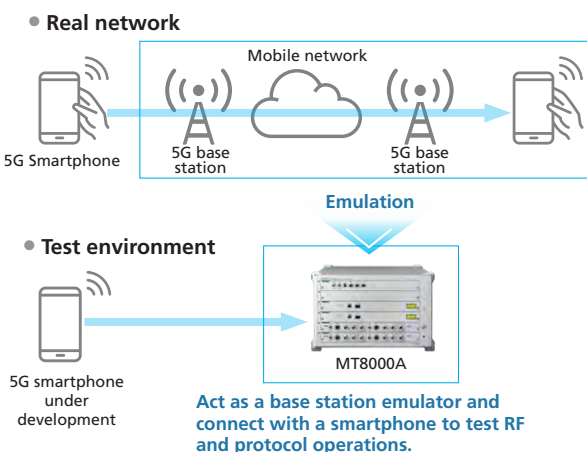 • Real network
Mobile network
5G Smartphone
5G base
station
5G base
station
Emulation
• Test environment
MT8000A
5G smartphone
under
development
Act as a base station emulator and
connect with a smartphone to test RF
and protocol operations.